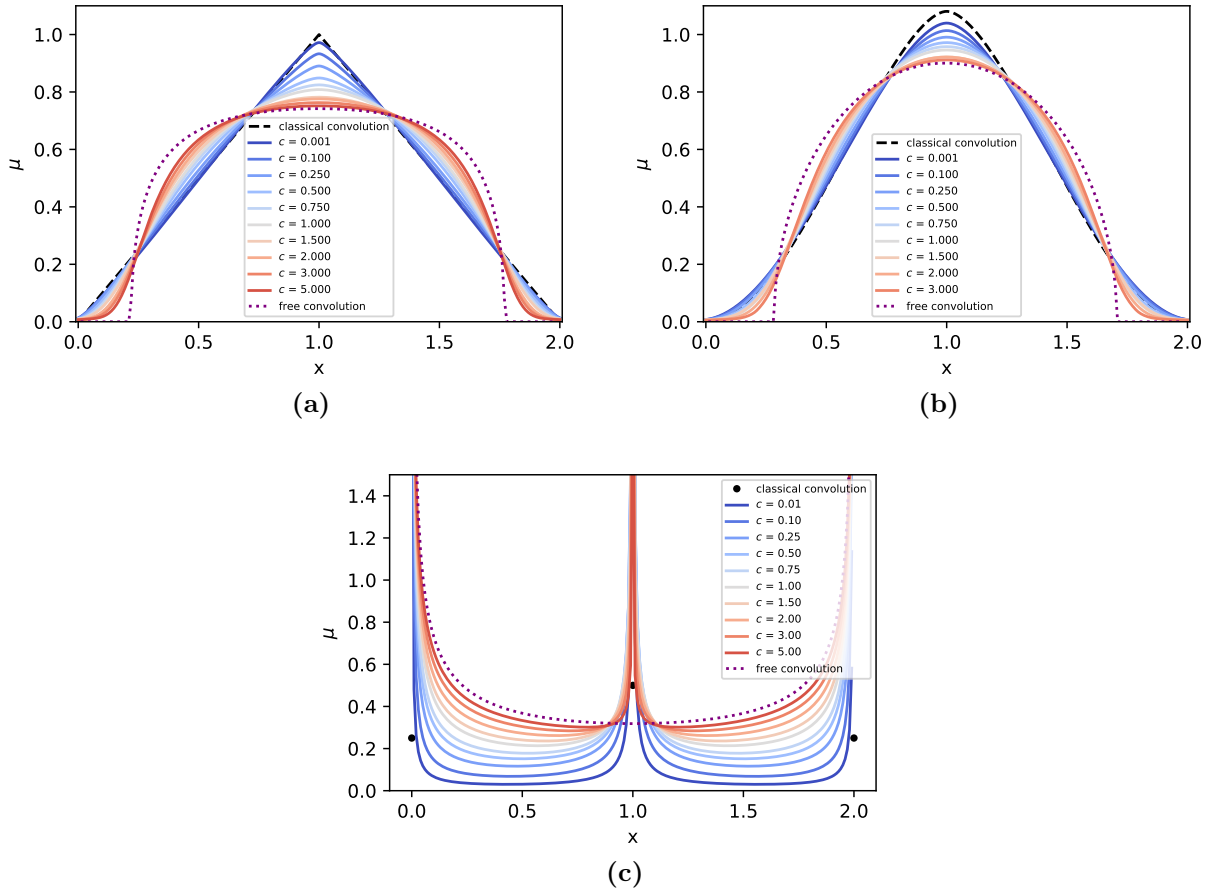 1.0
0.8
0.6
0.4
0.2
0.0
μ
0.0 0.5 1.0 1.5 2.0
x
classical convolution
c = 0.001
c = 0.100
c = 0.250
c = 0.500
c = 0.750
c = 1.000
c = 1.500
c = 2.000
c = 3.000
c = 5.000
free convolution
(a)
1.0
0.8
0.6
0.4
0.2
0.0
μ
0.0 0.5 1.0 1.5 2.0
x
classical convolution
c = 0.001
c = 0.100
c = 0.250
c = 0.500
c = 0.750
c = 1.000
c = 1.500
c = 2.000
c = 3.000
free convolution
(b)
1.4
1.2
1.0
0.8
0.6
0.4
0.2
0.0
μ
0.0 0.5 1.0 1.5 2.0
x
classical convolution
c = 0.01
c = 0.10
c = 0.25
c = 0.50
c = 0.75
c = 1.00
c = 1.50
c = 2.00
c = 3.00
c = 5.00
free convolution
(c)